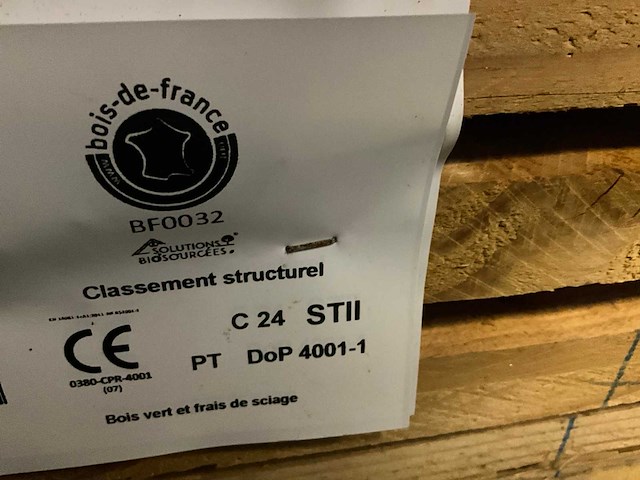 bois-de-france
BF0032
SOLUTIONS
BIOSOURCÉES
Classement structurel
C 24 STII
CE
PT DoP 4001-1
0380-CPR-4001
(07)
Bois vert et frais de sciage